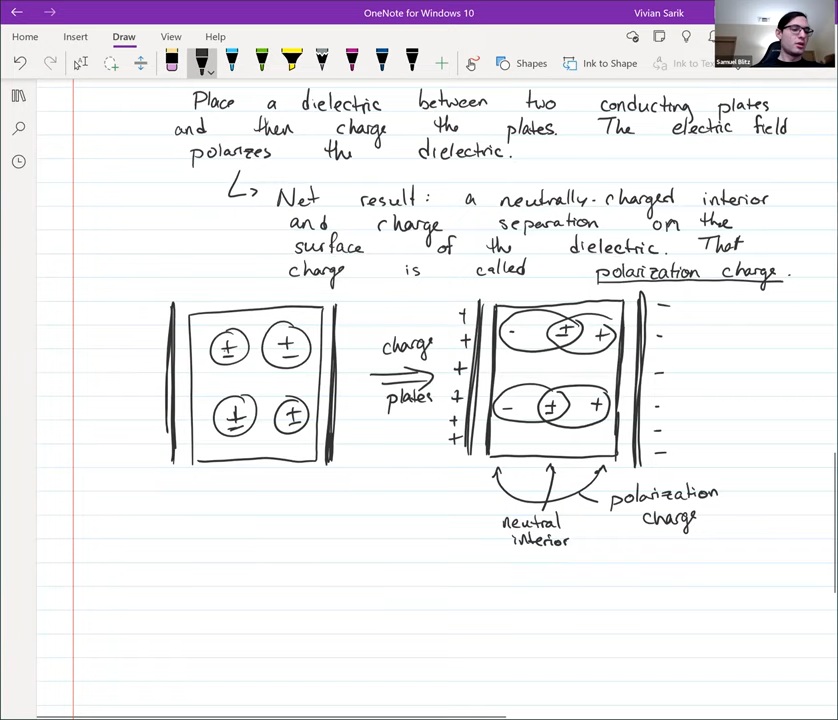 OneNote for Windows 10
Vivian Sarik
Home Insert Draw View Help
Shapes Ink to Shape Ink to Te
Samuel Blitz
Place a dielectric between two conducting plates
and then charge the plates. The electric field
polarizes the dielectric.
Net result: a neutrally-charged interior
and charge separation on the
surface of the dielectric. That
charge is called polarization charge.
charge
plates
+ + + + + +
- ± +
- ± +
- - - - - -
± ±
± ±
polarization
charge
neutral
interior